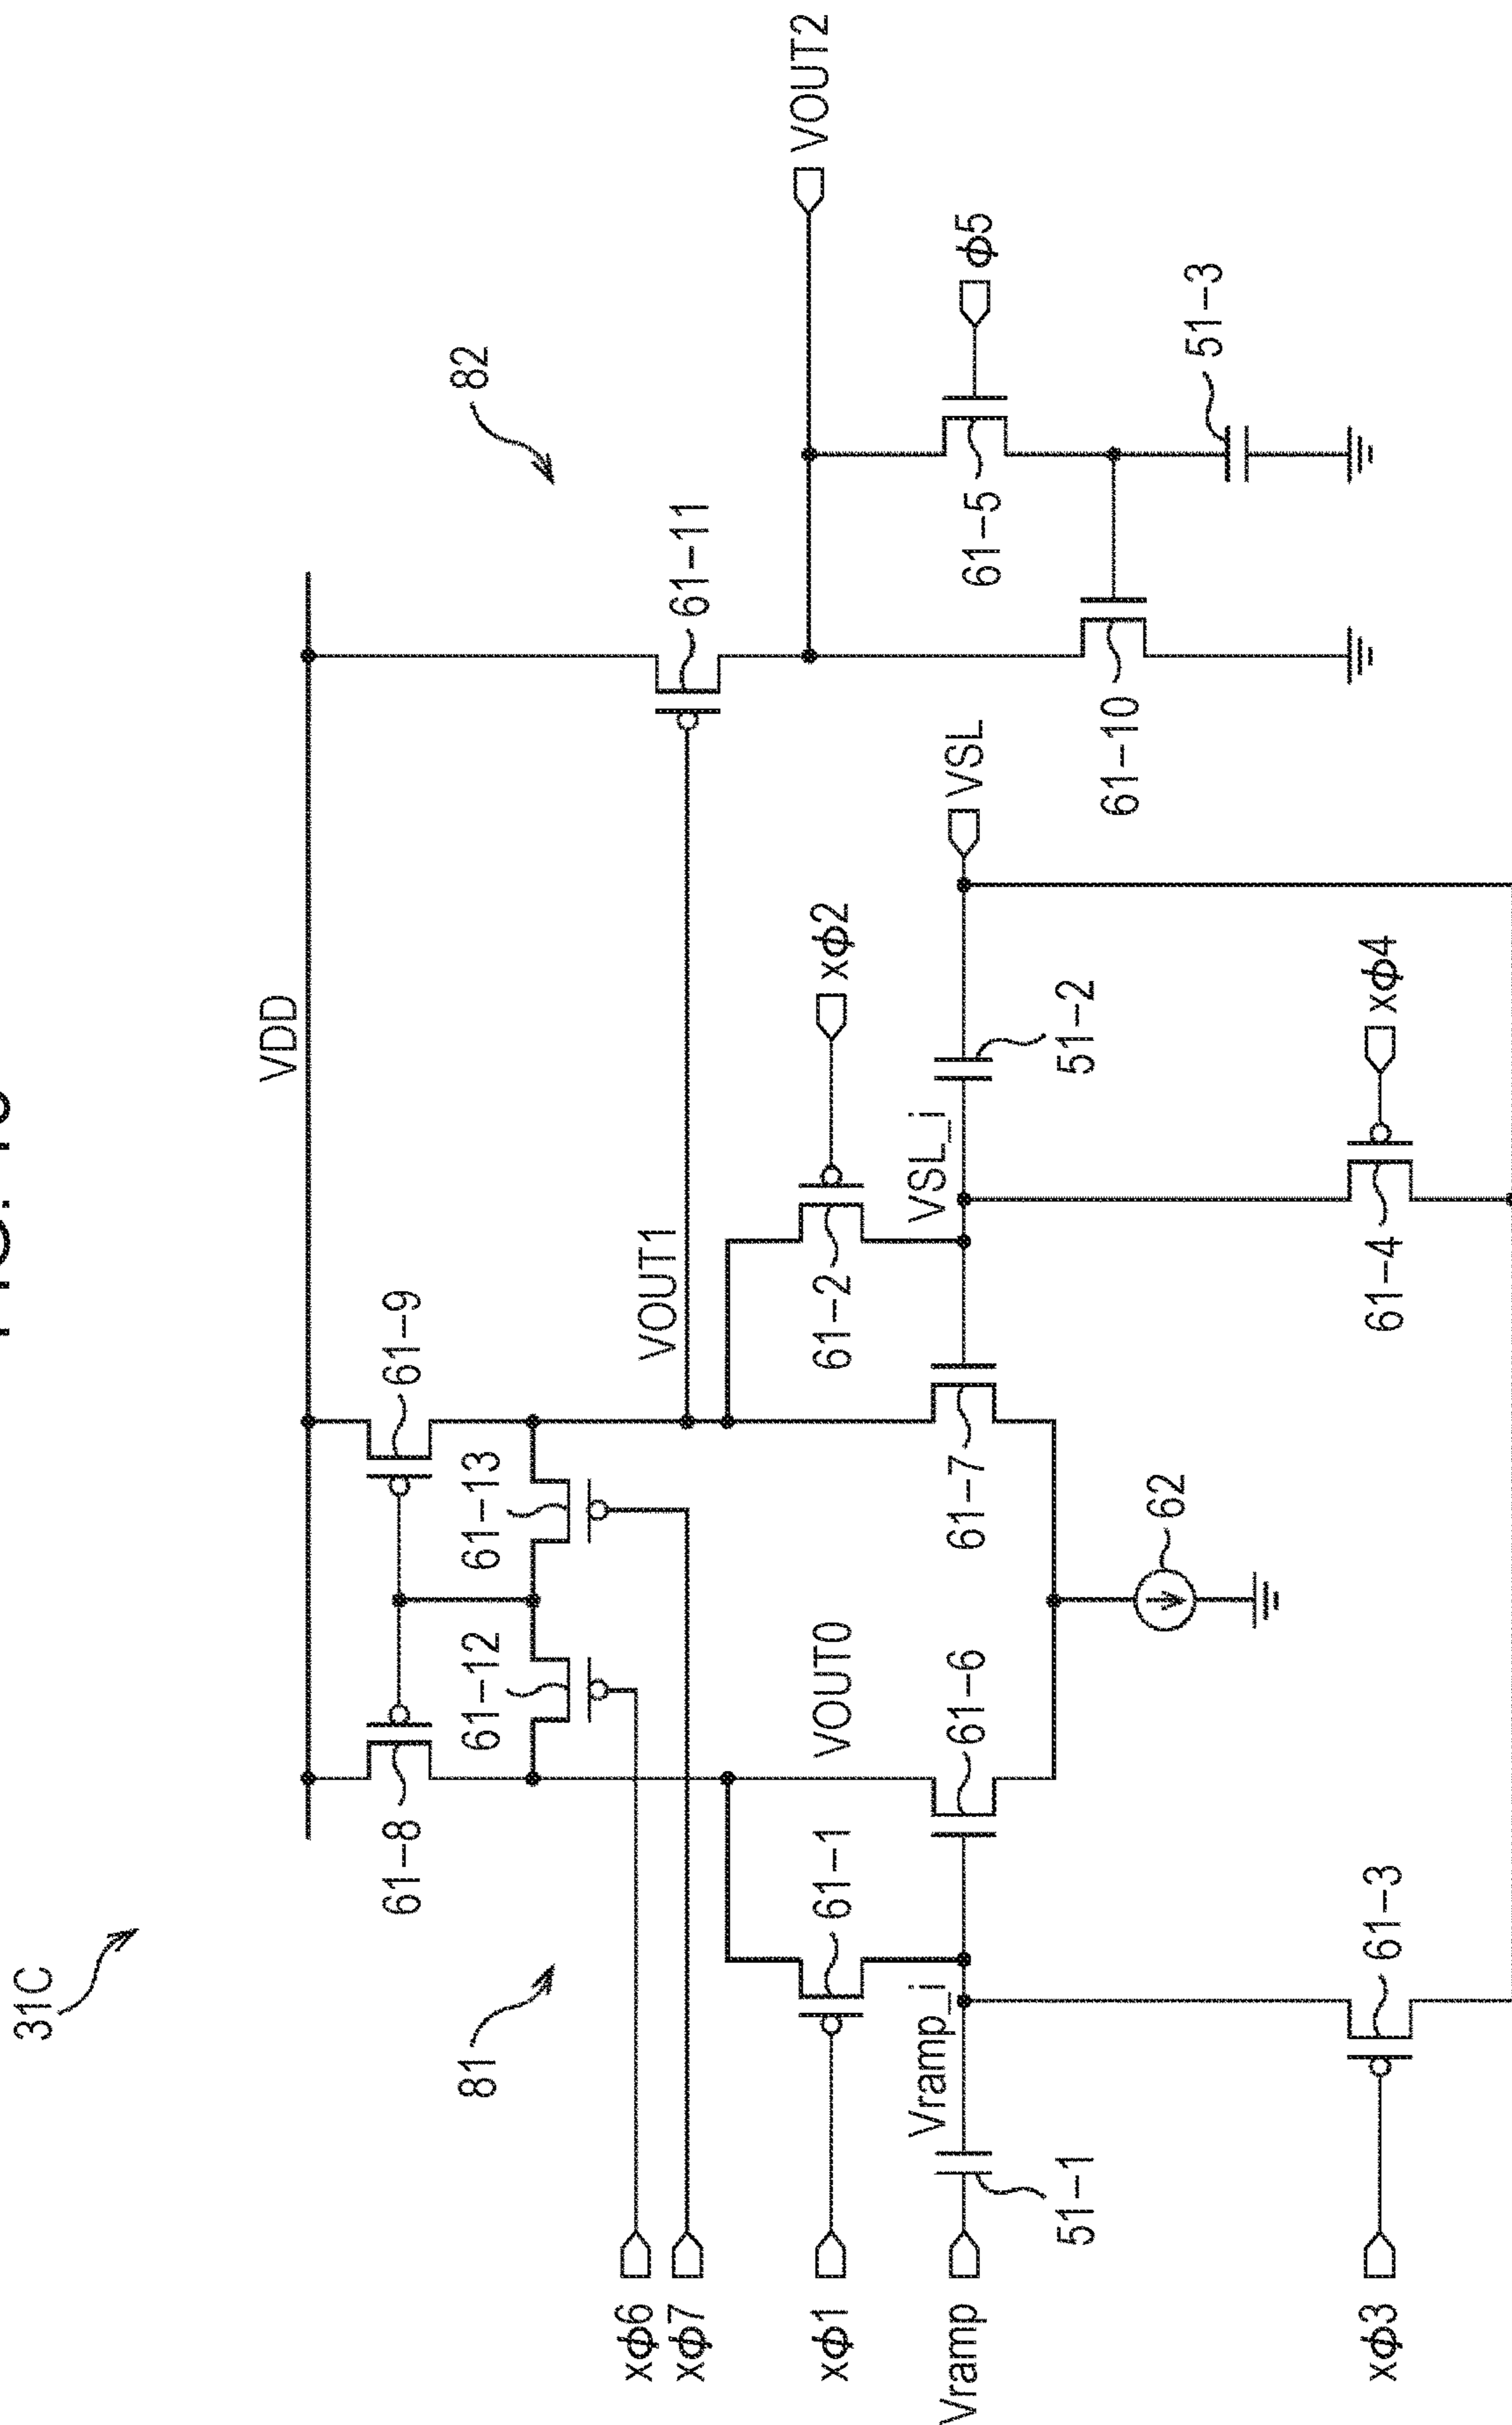 31C
VDD
61-8
61-9
82
81
61-12
61-13
xϕ6
xϕ7
VOUT1
61-11
xϕ1
61-1
VOUT0
61-2
xϕ2
VOUT2
Vramp
Vramp_i
61-6
61-7
VSL_i
VSL
61-5
ϕ5
51-1
51-2
61-10
62
51-3
xϕ3
61-3
61-4
xϕ4